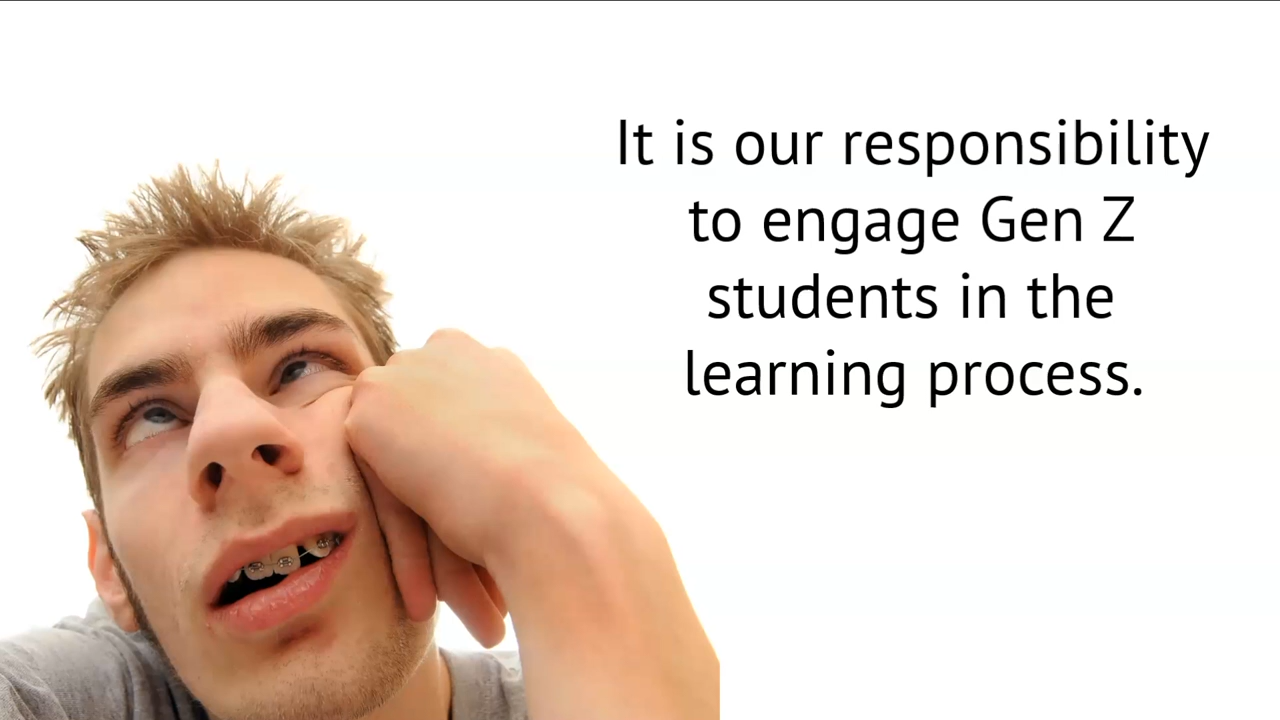 It is our responsibility
to engage Gen Z
students in the
learning process.